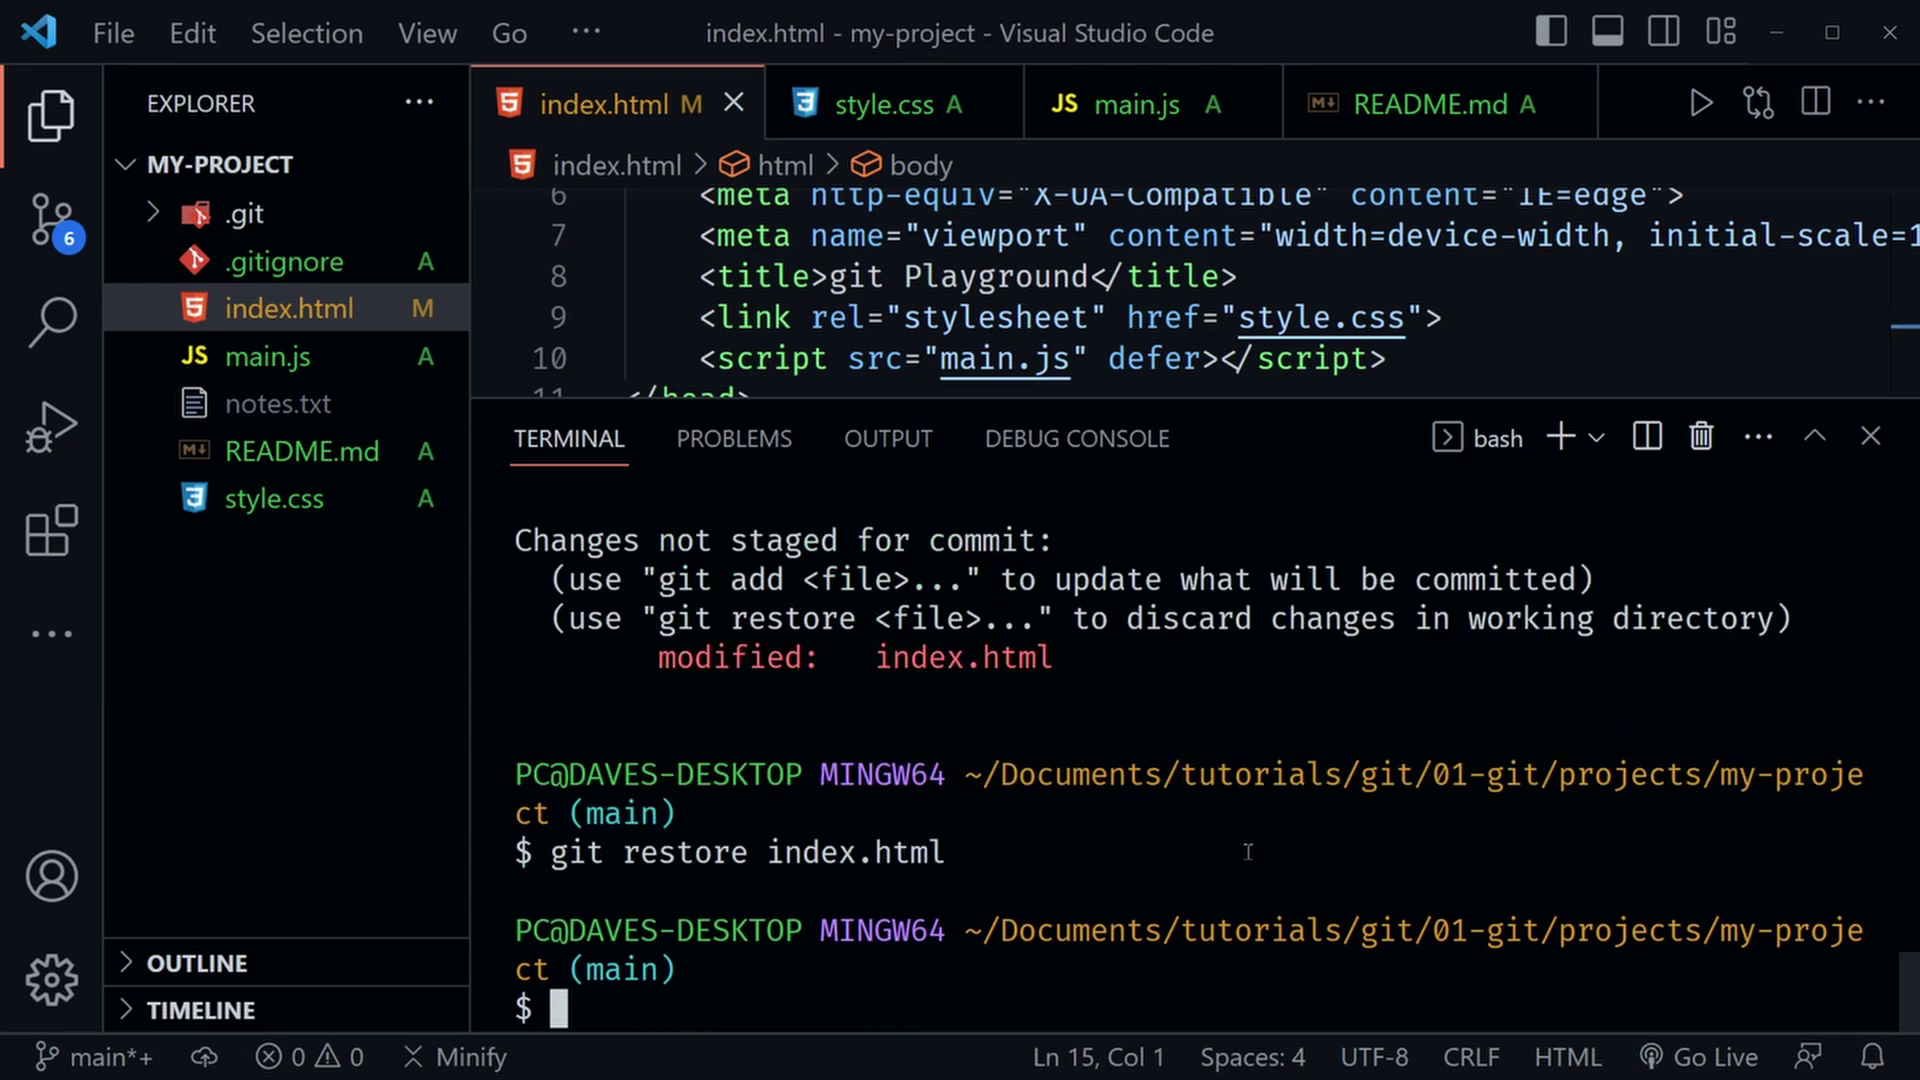 File Edit Selection View Go ··· index.html - my-project - Visual Studio Code
EXPLORER ···
MY-PROJECT
.git
.gitignore A
index.html M
main.js A
notes.txt
README.md A
style.css A
OUTLINE
TIMELINE
6
index.html M style.css A JS main.js A README.md A
index.html > html > body
6 <meta http-equiv="X-UA-Compatible" content="IE=edge">
7 <meta name="viewport" content="width=device-width, initial-scale=1
8 <title>git Playground</title>
9 <link rel="stylesheet" href="style.css">
10 <script src="main.js" defer></script>
11 </head>
TERMINAL PROBLEMS OUTPUT DEBUG CONSOLE bash
Changes not staged for commit:
(use "git add <file>..." to update what will be committed)
(use "git restore <file>..." to discard changes in working directory)
modified: index.html
PC@DAVES-DESKTOP MINGW64 ~/Documents/tutorials/git/01-git/projects/my-proje
ct (main)
$ git restore index.html
PC@DAVES-DESKTOP MINGW64 ~/Documents/tutorials/git/01-git/projects/my-proje
ct (main)
$
main*+ 0 0 Minify Ln 15, Col 1 Spaces: 4 UTF-8 CRLF HTML Go Live